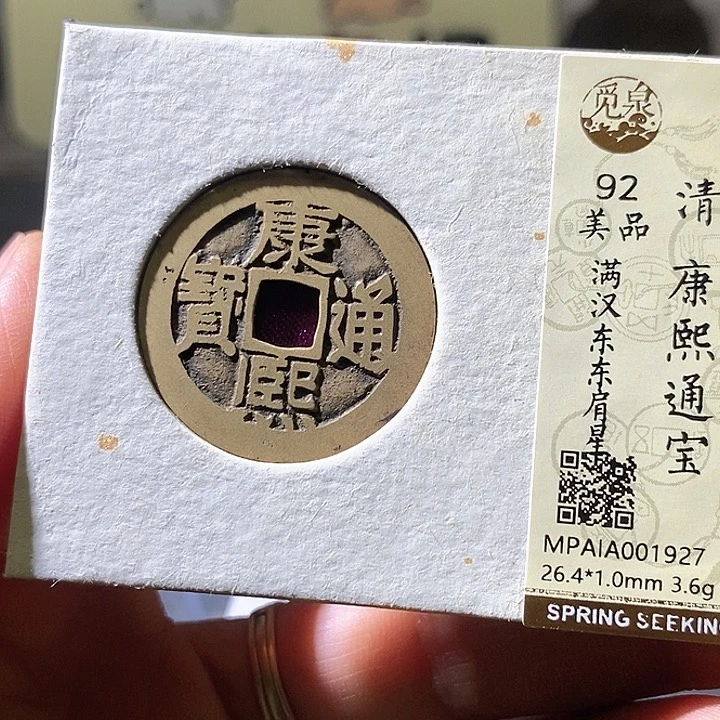 康熙通寳
觅泉
92
美品
满汉东东肩星
清 康熙通宝
MPAIA001927
26.4*1.0mm 3.6g
SPRING SEEKIN